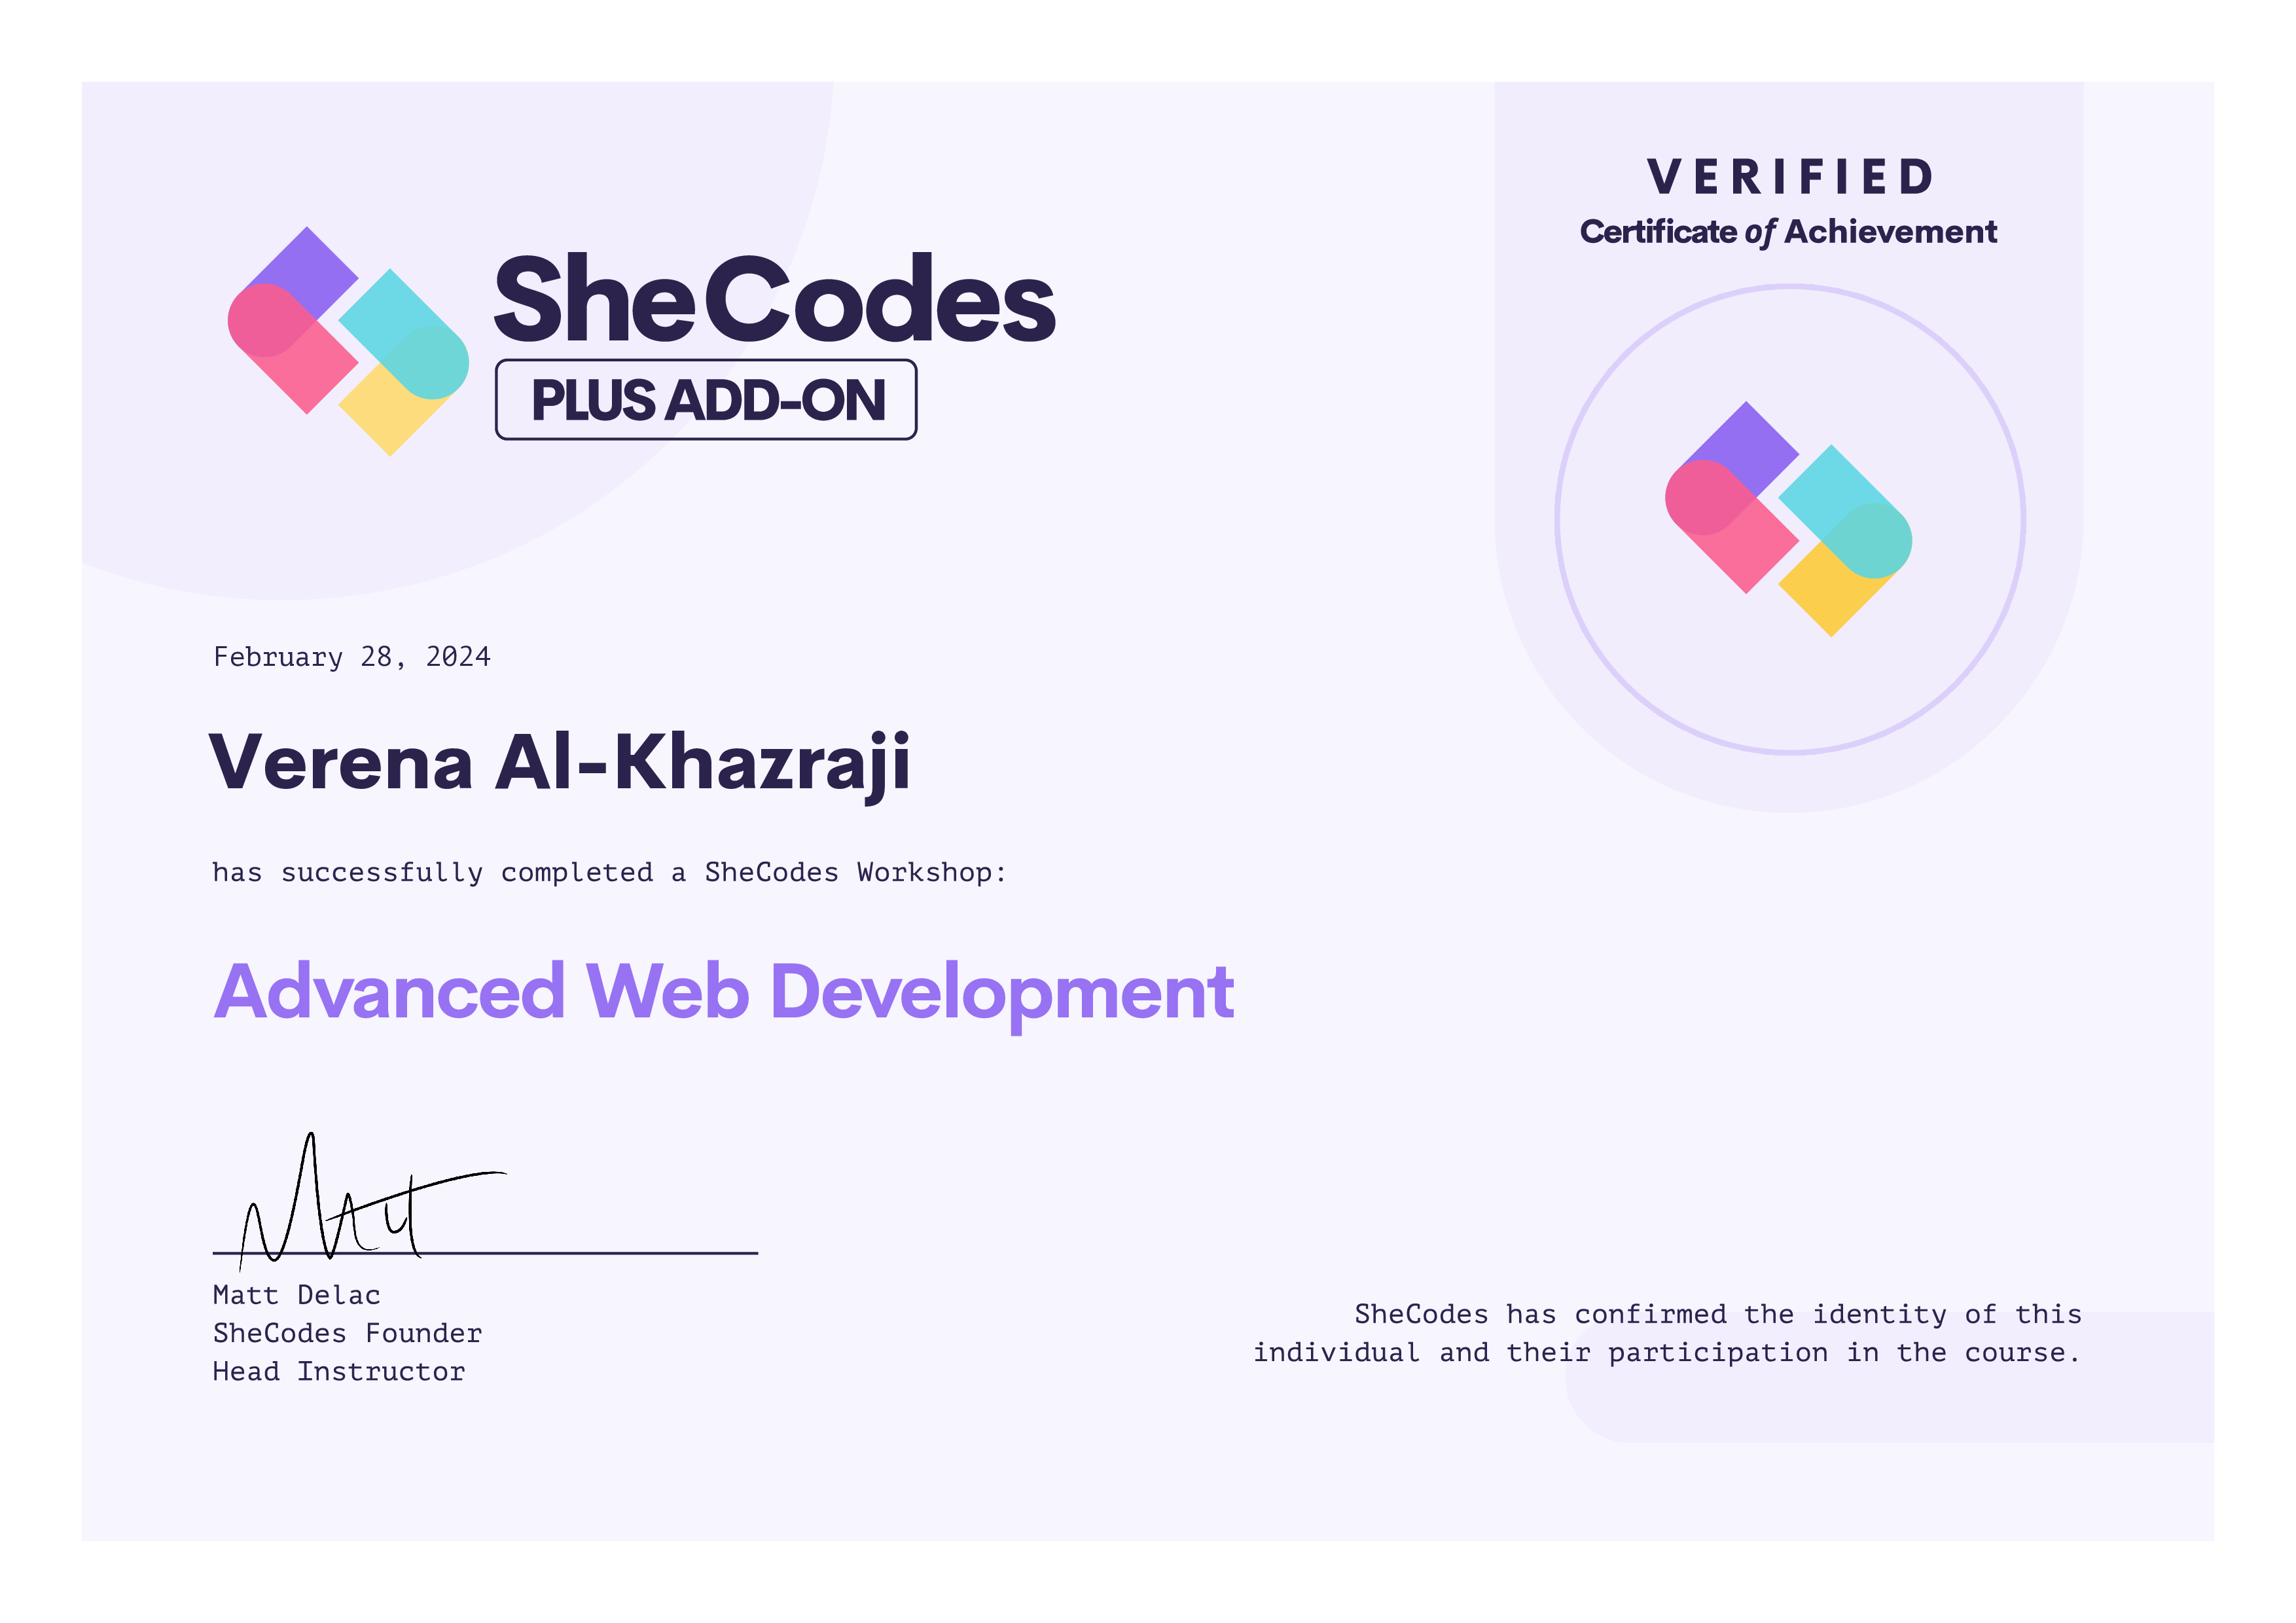 SheCodes
PLUS ADD-ON
VERIFIED
Certificate of Achievement
February 28, 2024
Verena Al-Khazraji
has successfully completed a SheCodes Workshop:
Advanced Web Development
Matt
Matt Delac
SheCodes Founder
Head Instructor
SheCodes has confirmed the identity of this
individual and their participation in the course.